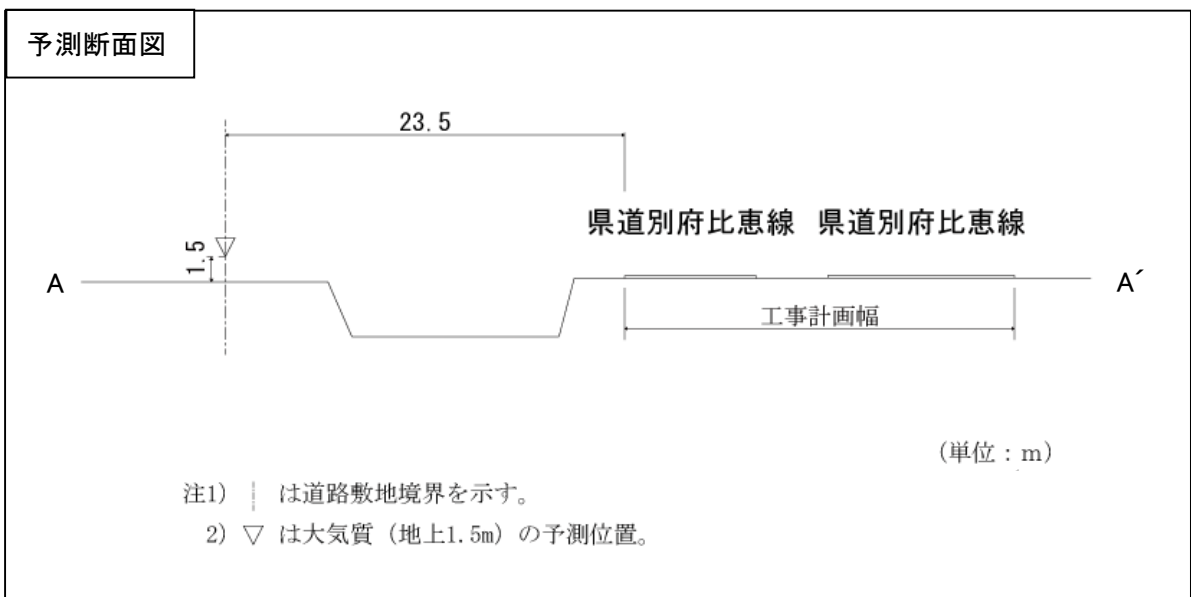 予測断面図
23.5
県道別府比恵線 県道別府比恵線
1.5
A A´
工事計画幅
(単位：m)
注1) ¦ は道路敷地境界を示す。
2) ▽ は大気質（地上1.5m）の予測位置。